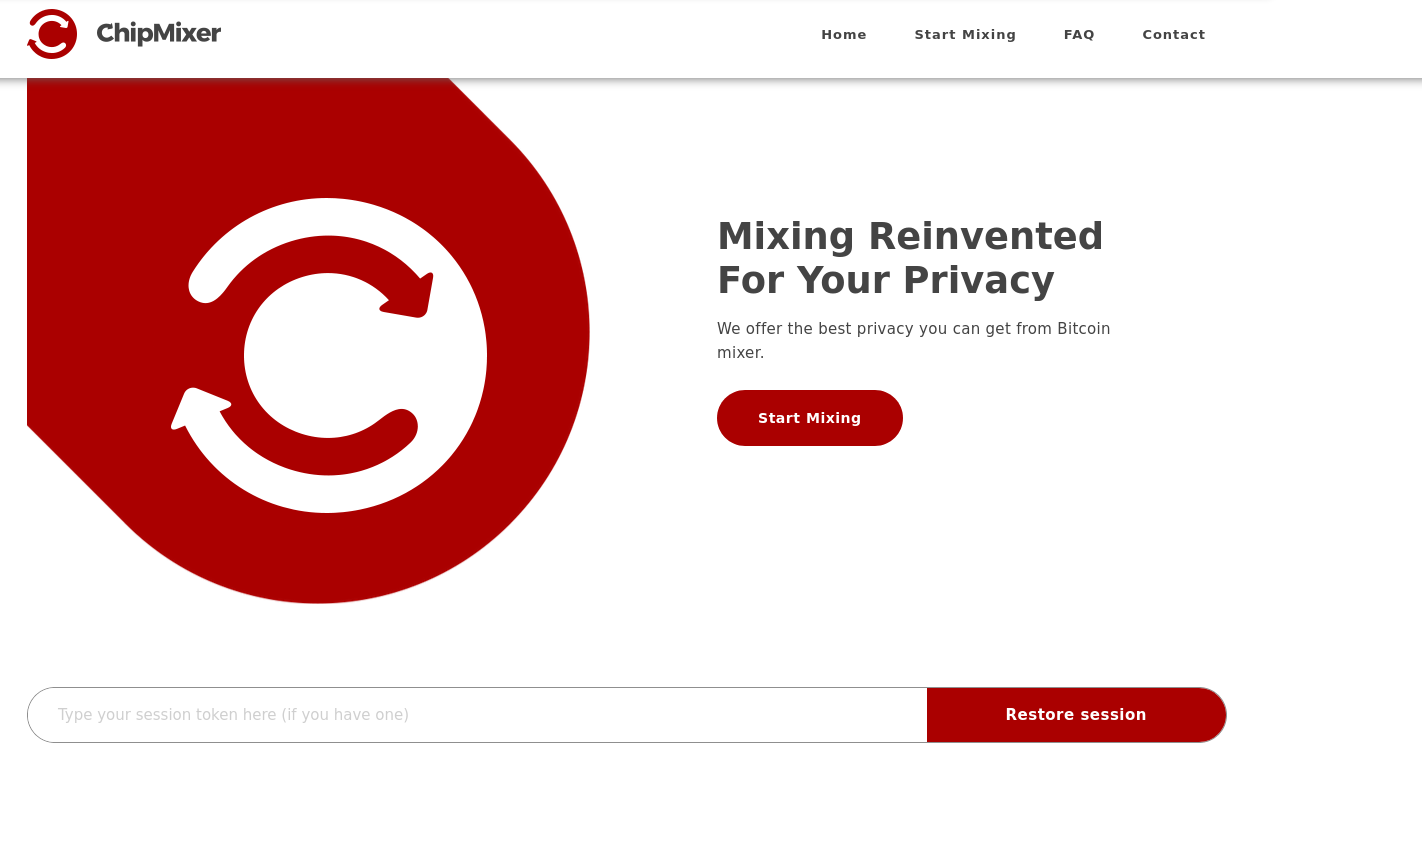 ChipMixer
Home
Start Mixing
FAQ
Contact
Mixing Reinvented
For Your Privacy
We offer the best privacy you can get from Bitcoin
mixer.
Start Mixing
Type your session token here (if you have one)
Restore session